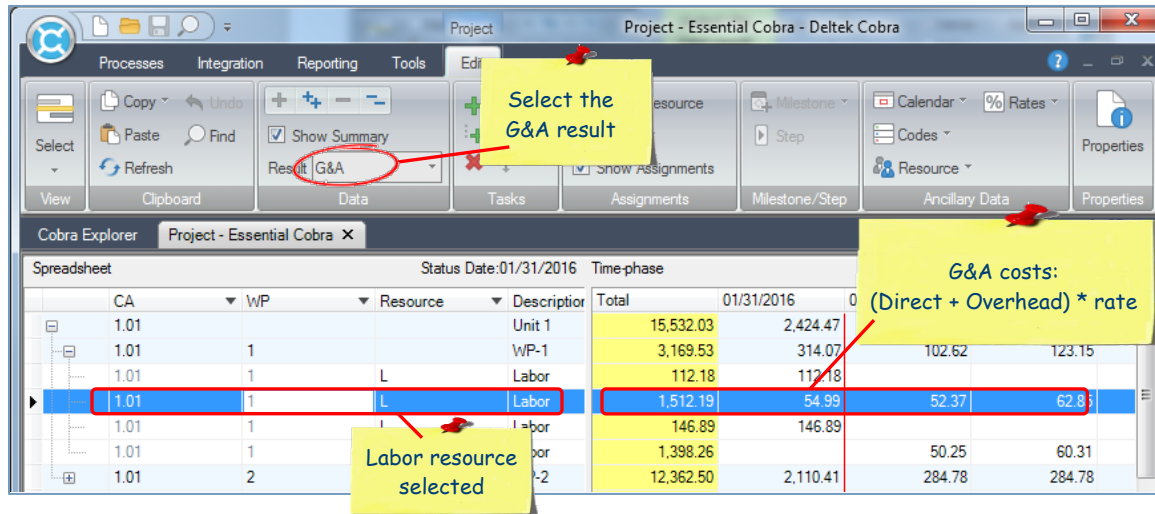 Project
Project - Essential Cobra - Deltek Cobra
Processes Integration Reporting Tools
Select the
G&A result
Copy Undo
Paste Find
Refresh
Select
Show Summary
Result G&A
Show Assignments
Milestone
Step
Calendar % Rates
Codes
Resource
Properties
View Clipboard Data Tasks Assignments Milestone/Step Ancillary Data Properties
Cobra Explorer Project - Essential Cobra X
G&A costs:
(Direct + Overhead) * rate
Spreadsheet Status Date:01/31/2016 Time-phase
CA WP Resource Description Total 01/31/2016
1.01 Unit 1 15,532.03 2,424.47
1.01 1 WP-1 3,169.53 314.07 102.62 123.15
1.01 1 L Labor 112.18 112.18
1.01 1 L Labor 1,512.19 54.99 52.37
1.01 1 146.89 146.89
1.01 1 1,398.26 50.25 60.31
1.01 2 12,362.50 2,110.41 284.78 284.78
Labor resource
selected